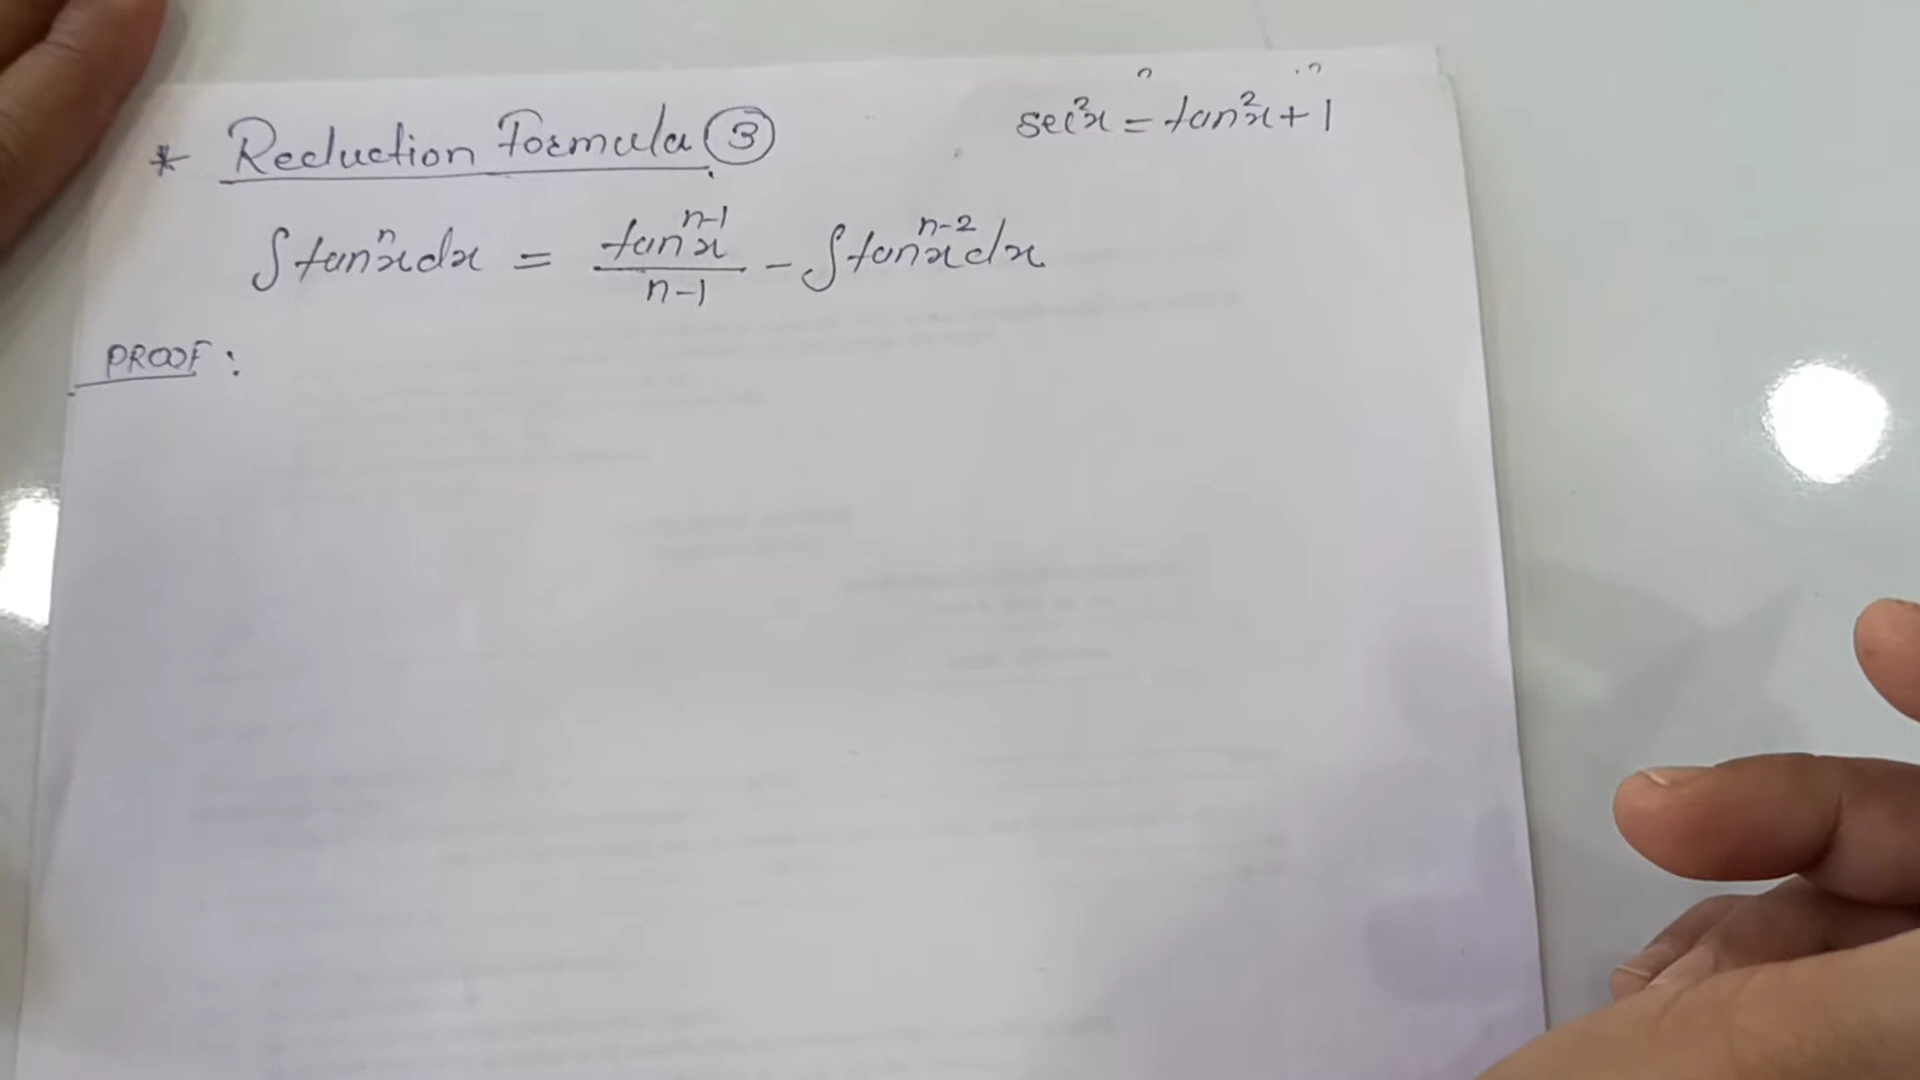 * Reduction Formula ③
sec²x = tan²x + 1
∫tanⁿx dx = tanⁿ⁻¹x / n-1 - ∫tanⁿ⁻²x dx
PROOF :